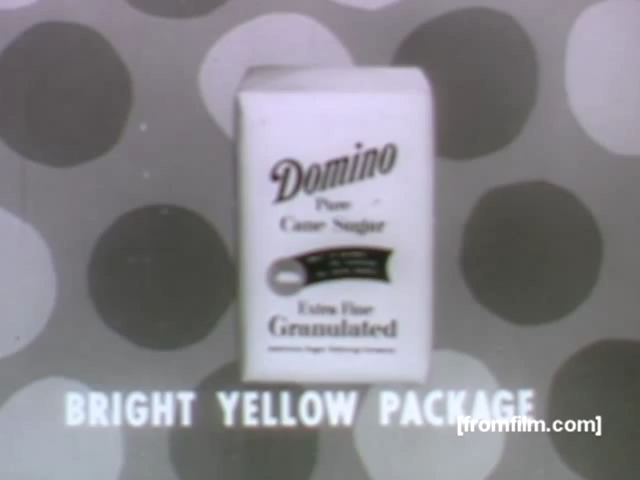 Domino
Pure
Cane Sugar
Extra Fine
Granulated
BRIGHT YELLOW PACKAGE
[fromfilm.com]